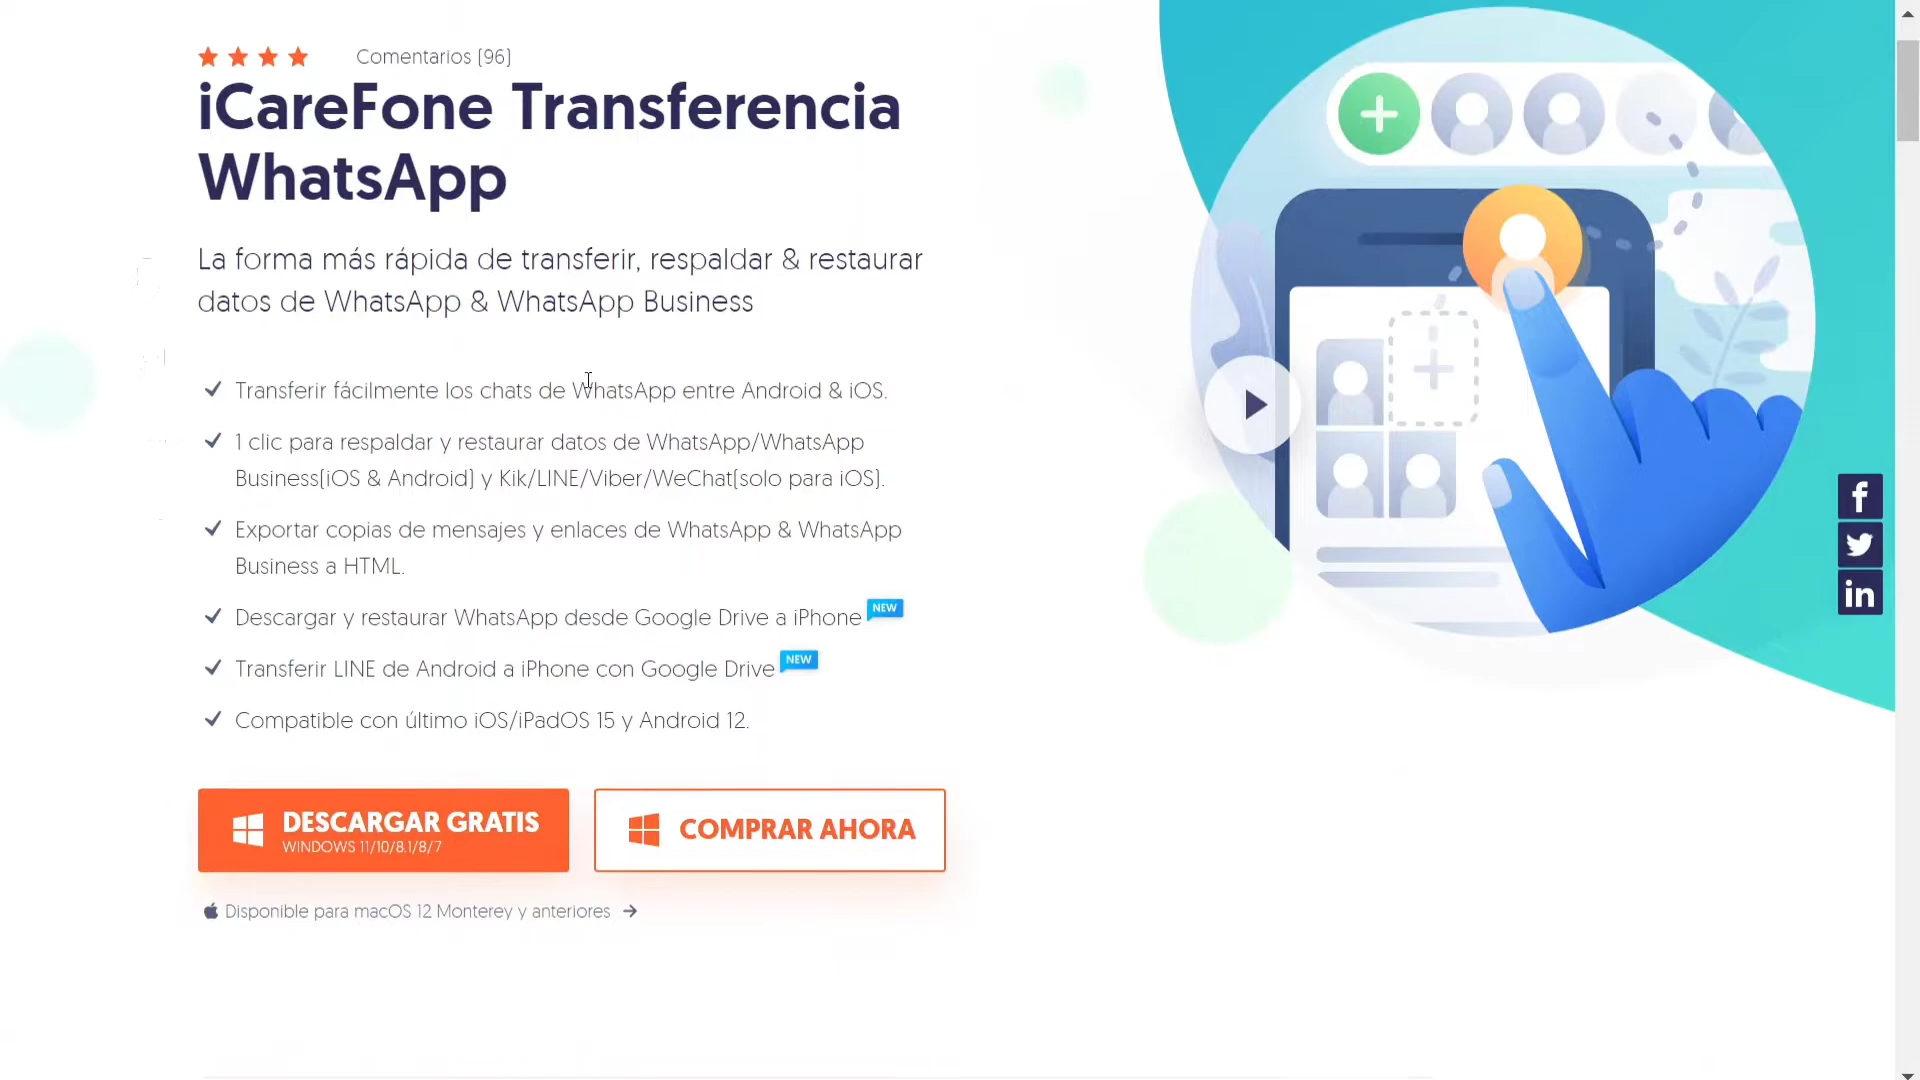 Comentarios (96)
iCareFone Transferencia
WhatsApp
La forma más rápida de transferir, respaldar & restaurar
datos de WhatsApp & WhatsApp Business
Transferir fácilmente los chats de WhatsApp entre Android & iOS.
1 clic para respaldar y restaurar datos de WhatsApp/WhatsApp
Business(iOS & Android) y Kik/LINE/Viber/WeChat(solo para iOS).
Exportar copias de mensajes y enlaces de WhatsApp & WhatsApp
Business a HTML.
Descargar y restaurar WhatsApp desde Google Drive a iPhone NEW
Transferir LINE de Android a iPhone con Google Drive NEW
Compatible con último iOS/iPadOS 15 y Android 12.
DESCARGAR GRATIS
WINDOWS 11/10/8.1/8/7
COMPRAR AHORA
Disponible para macOS 12 Monterey y anteriores